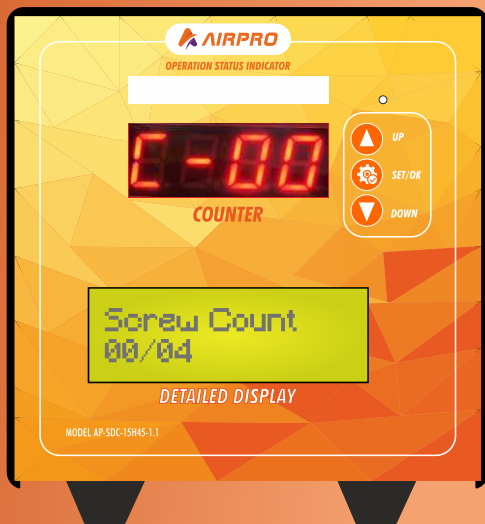 AIRPRO
OPERATION STATUS INDICATOR
C-00
COUNTER
UP
SET/OK
DOWN
Screw Count
00/04
DETAILED DISPLAY
MODEL AP-SDC-15H45-1.1